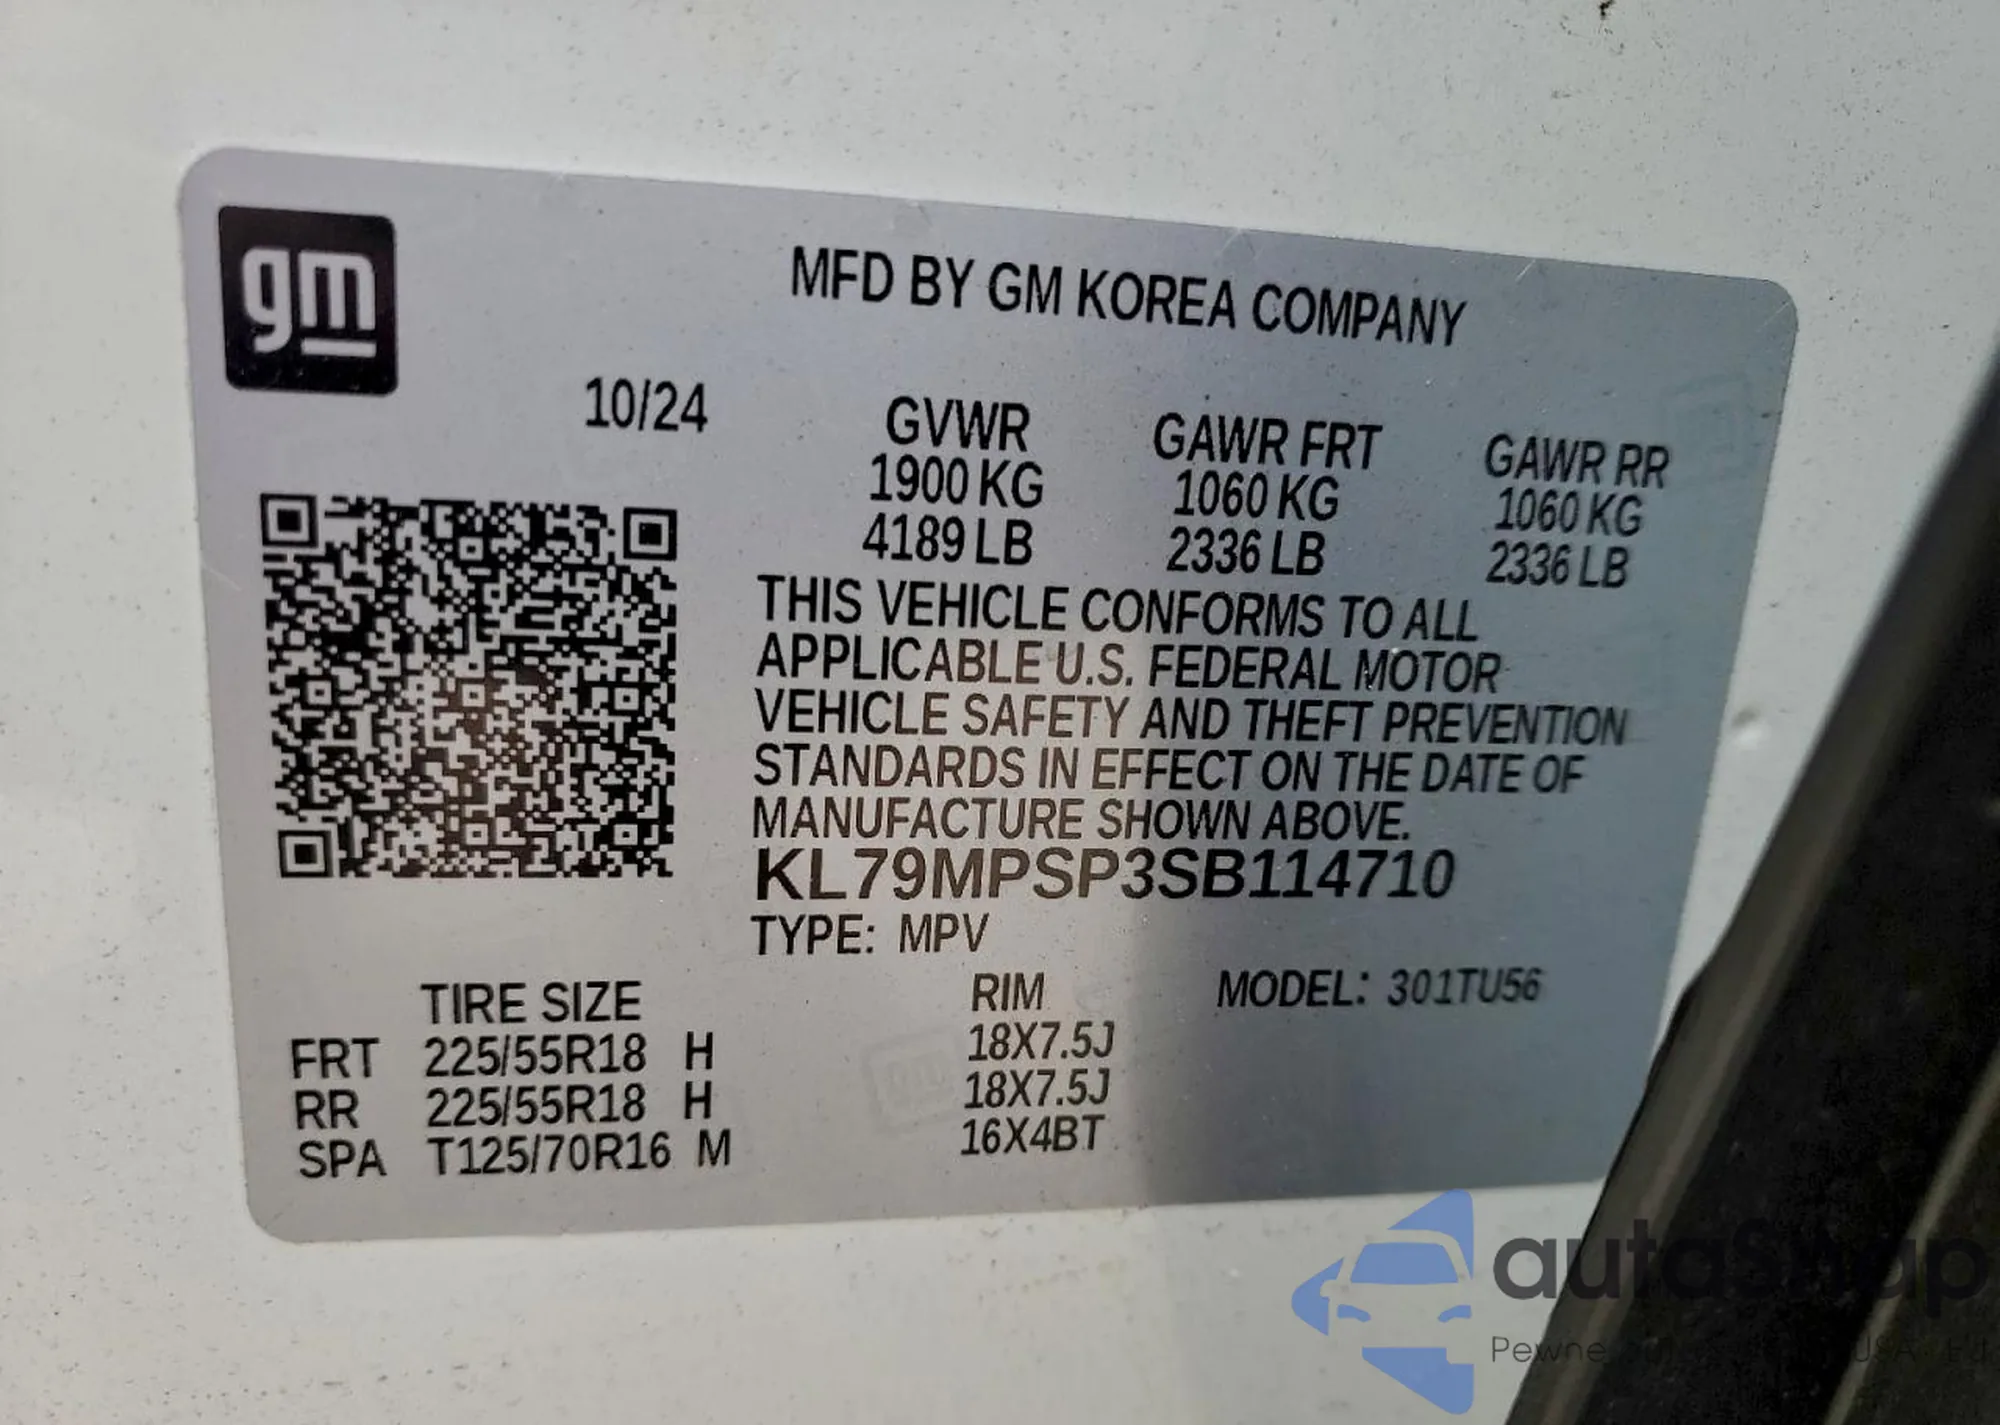 gm
MFD BY GM KOREA COMPANY
10/24
GVWR GAWR FRT GAWR RR
1900 KG 1060 KG 1060 KG
4189 LB 2336 LB 2336 LB
THIS VEHICLE CONFORMS TO ALL
APPLICABLE U.S. FEDERAL MOTOR
VEHICLE SAFETY AND THEFT PREVENTION
STANDARDS IN EFFECT ON THE DATE OF
MANUFACTURE SHOWN ABOVE.
KL79MPSP3SB114710
TYPE: MPV
TIRE SIZE RIM MODEL: 301TU56
FRT 225/55R18 H 18X7.5J
RR 225/55R18 H 18X7.5J
SPA T125/70R16 M 16X4BT
autaSnap
Pewne USA